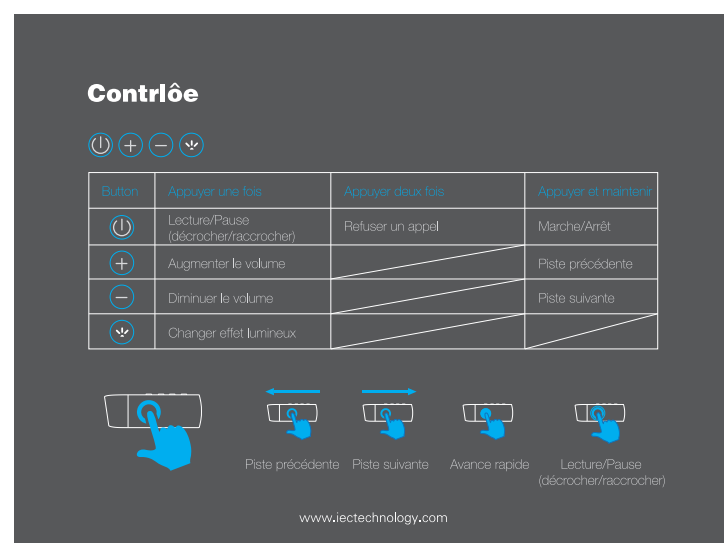 Contrlôe
Button Appuyer une fois Appuyer deux fois Appuyer et maintenir
Lecture/Pause
(décrocher/raccrocher) Refuser un appel Marche/Arrêt
Augmenter le volume Piste précédente
Diminuer le volume Piste suivante
Changer effet lumineux
Piste précédente Piste suivante Avance rapide Lecture/Pause
(décrocher/raccrocher)
www.iectechnology.com